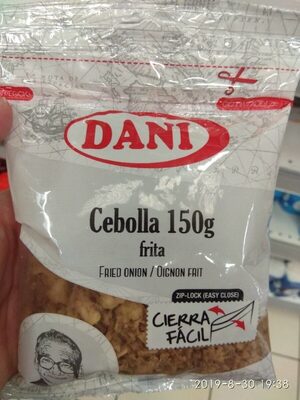 DANI
Cebolla 150g
frita
FRIED ONION / OIGNON FRIT
ZIP-LOCK (EASY CLOSE)
CIERRA
FÁCIL
2019-8-30 19:38